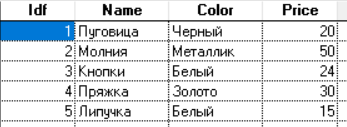 Idf Name Color Price
1 Пуговица Черный 20
2 Молния Металлик 50
3 Кнопки Белый 24
4 Пряжка Золото 30
5 Липучка Белый 15